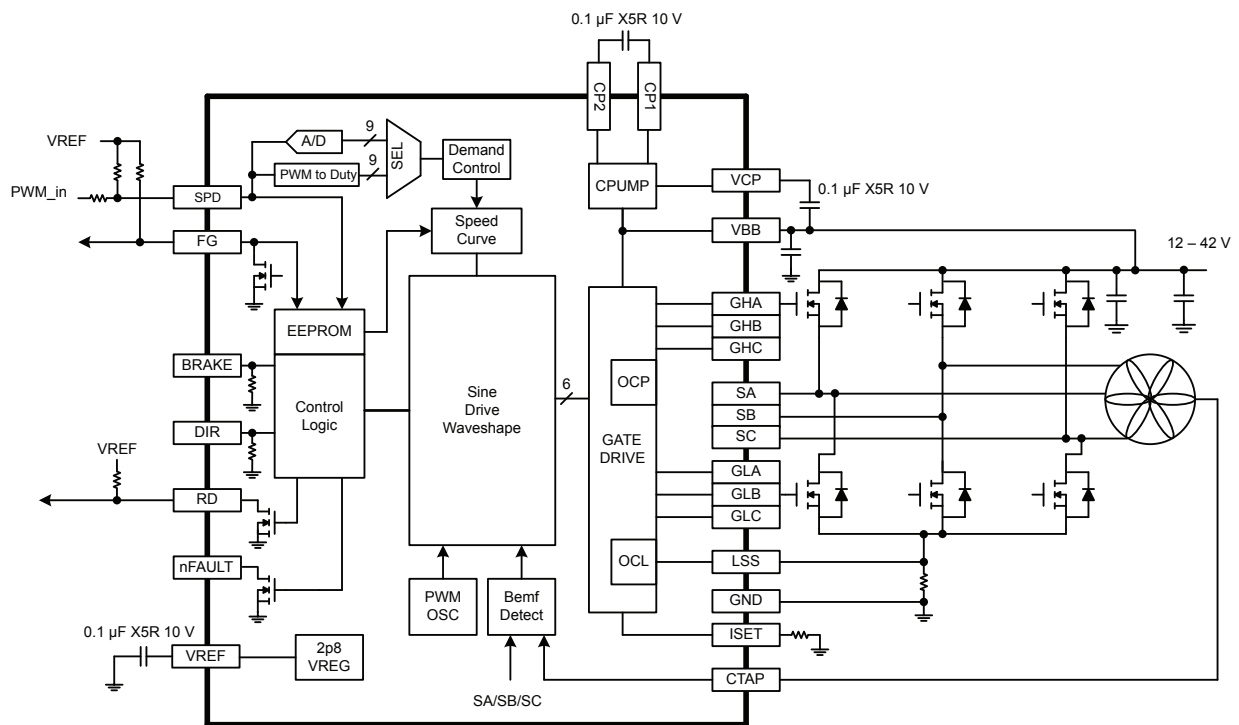 0.1 µF X5R 10 V
CP2
CP1
VREF
PWM_in
SPD
FG
A/D
9
PWM to Duty
9
SEL
Demand
Control
Speed
Curve
CPUMP
VCP
0.1 µF X5R 10 V
VBB
12 – 42 V
EEPROM
Control
Logic
BRAKE
DIR
VREF
RD
nFAULT
0.1 µF X5R 10 V
VREF
2p8
VREG
Sine
Drive
Waveshape
6
PWM
OSC
Bemf
Detect
SA/SB/SC
OCP
GATE
DRIVE
OCL
GHA
GHB
GHC
SA
SB
SC
GLA
GLB
GLC
LSS
GND
ISET
CTAP